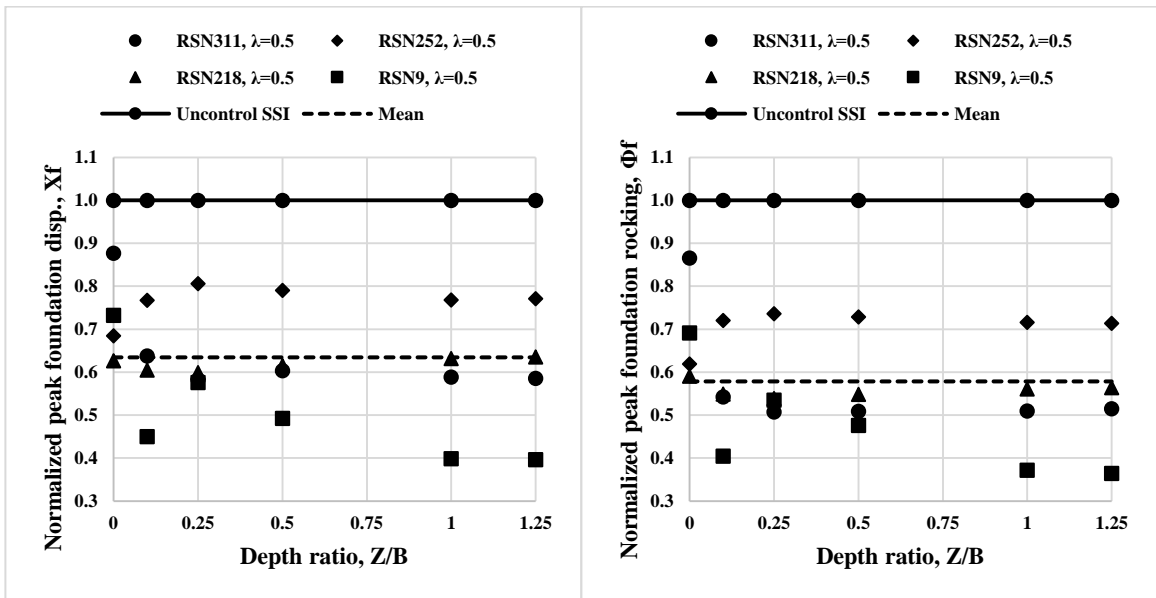 RSN311, λ=0.5 RSN252, λ=0.5
RSN218, λ=0.5 RSN9, λ=0.5
Uncontrol SSI Mean
Normalized peak foundation disp., Xf
1.1
1.0
0.9
0.8
0.7
0.6
0.5
0.4
0.3
0 0.25 0.5 0.75 1 1.25
Depth ratio, Z/B
RSN311, λ=0.5 RSN252, λ=0.5
RSN218, λ=0.5 RSN9, λ=0.5
Uncontrol SSI Mean
Normalized peak foundation rocking, Φf
1.1
1.0
0.9
0.8
0.7
0.6
0.5
0.4
0.3
0 0.25 0.5 0.75 1 1.25
Depth ratio, Z/B